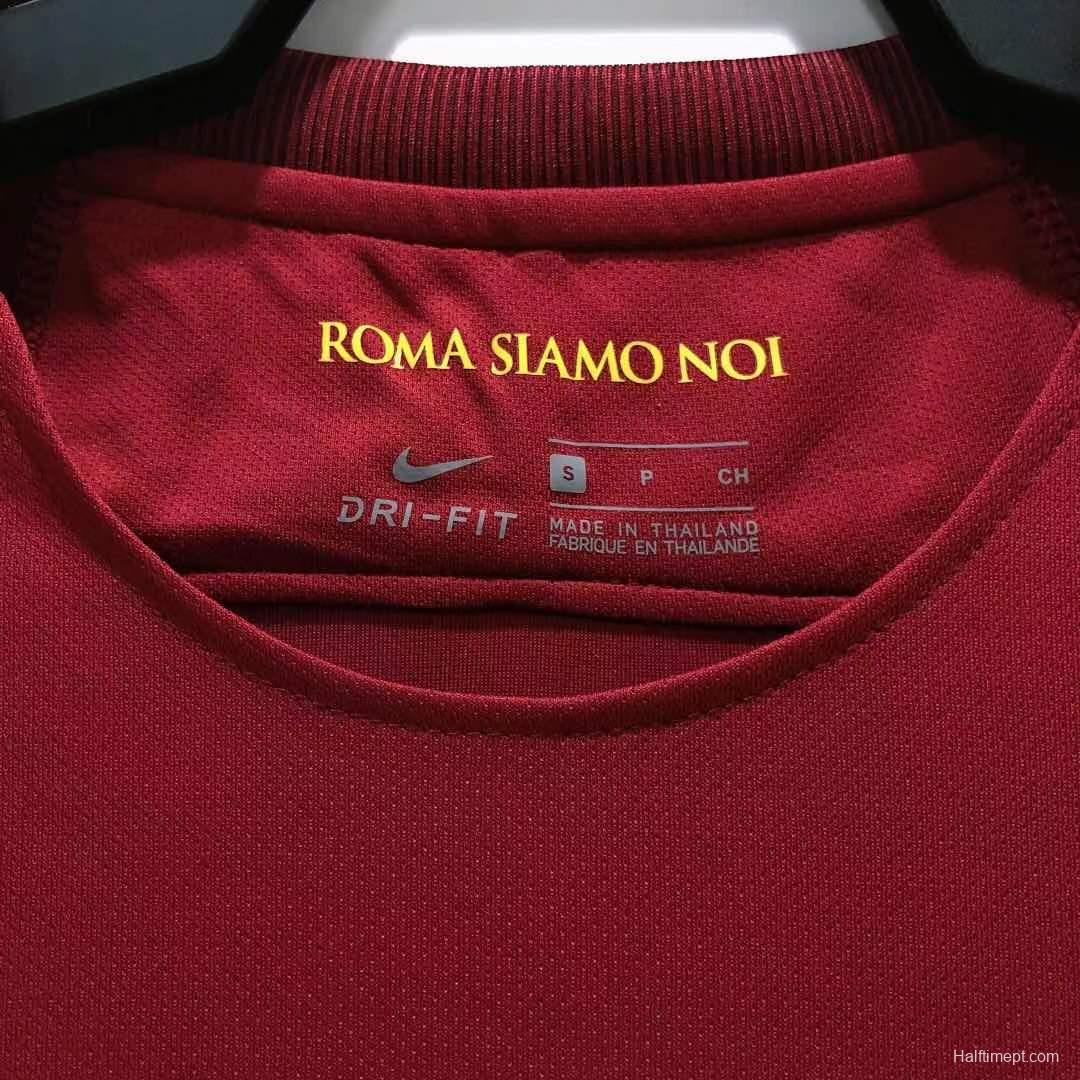 ROMA SIAMO NOI
DRI-FIT
S P CH
MADE IN THAILAND
FABRIQUE EN THAILANDE
Halftimept.com